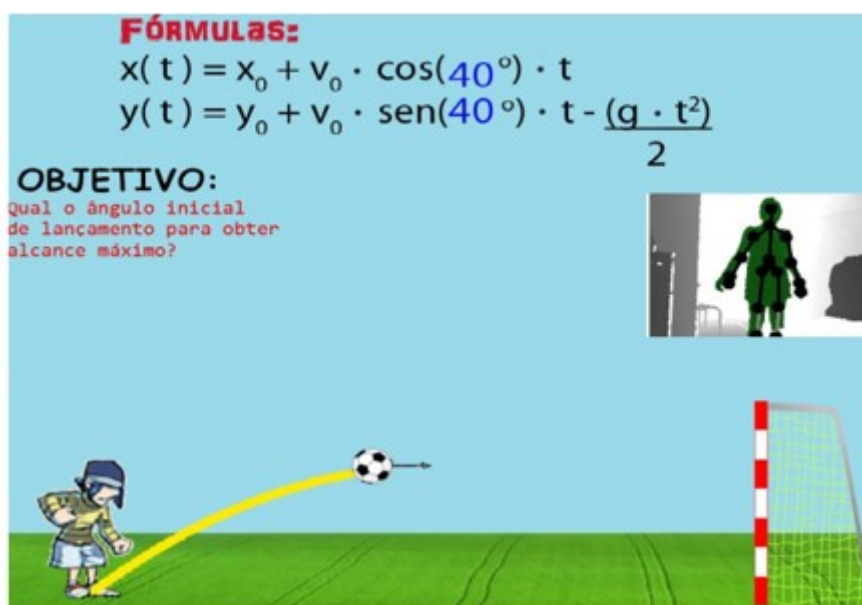 FÓRMULAS:
x( t ) = x₀ + v₀ · cos(40°) · t
y( t ) = y₀ + v₀ · sen(40°) · t - (g · t²)
2
OBJETIVO:
Qual o ângulo inicial
de lançamento para obter
alcance máximo?